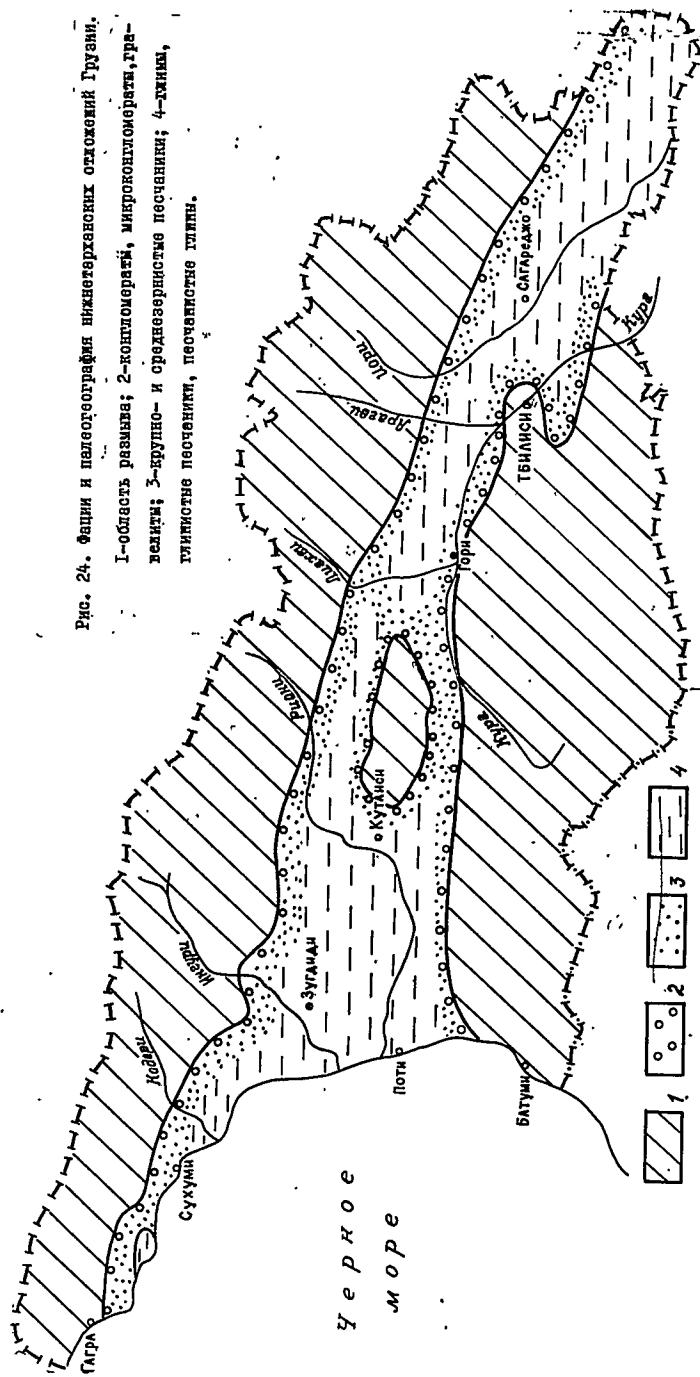 Рис. 24. Фации и палеогеография нижнетарханских отложений Грузии.
I-область размыва; 2-конгломераты, микроконгломераты, гра-
велиты; 3-крупно- и среднезернистые песчаники; 4-глины,
глинистые песчаники, песчанистые глины.
ГАГРА
Сухуми
Кодори
Ингури
Зугдиди
Поти
Батуми
Черное
море
Риони
Кутаиси
Лиахви
Гори
Кура
Арагви
Иори
ТБИЛИСИ
Сагареджо
Кура
1
2
3
4